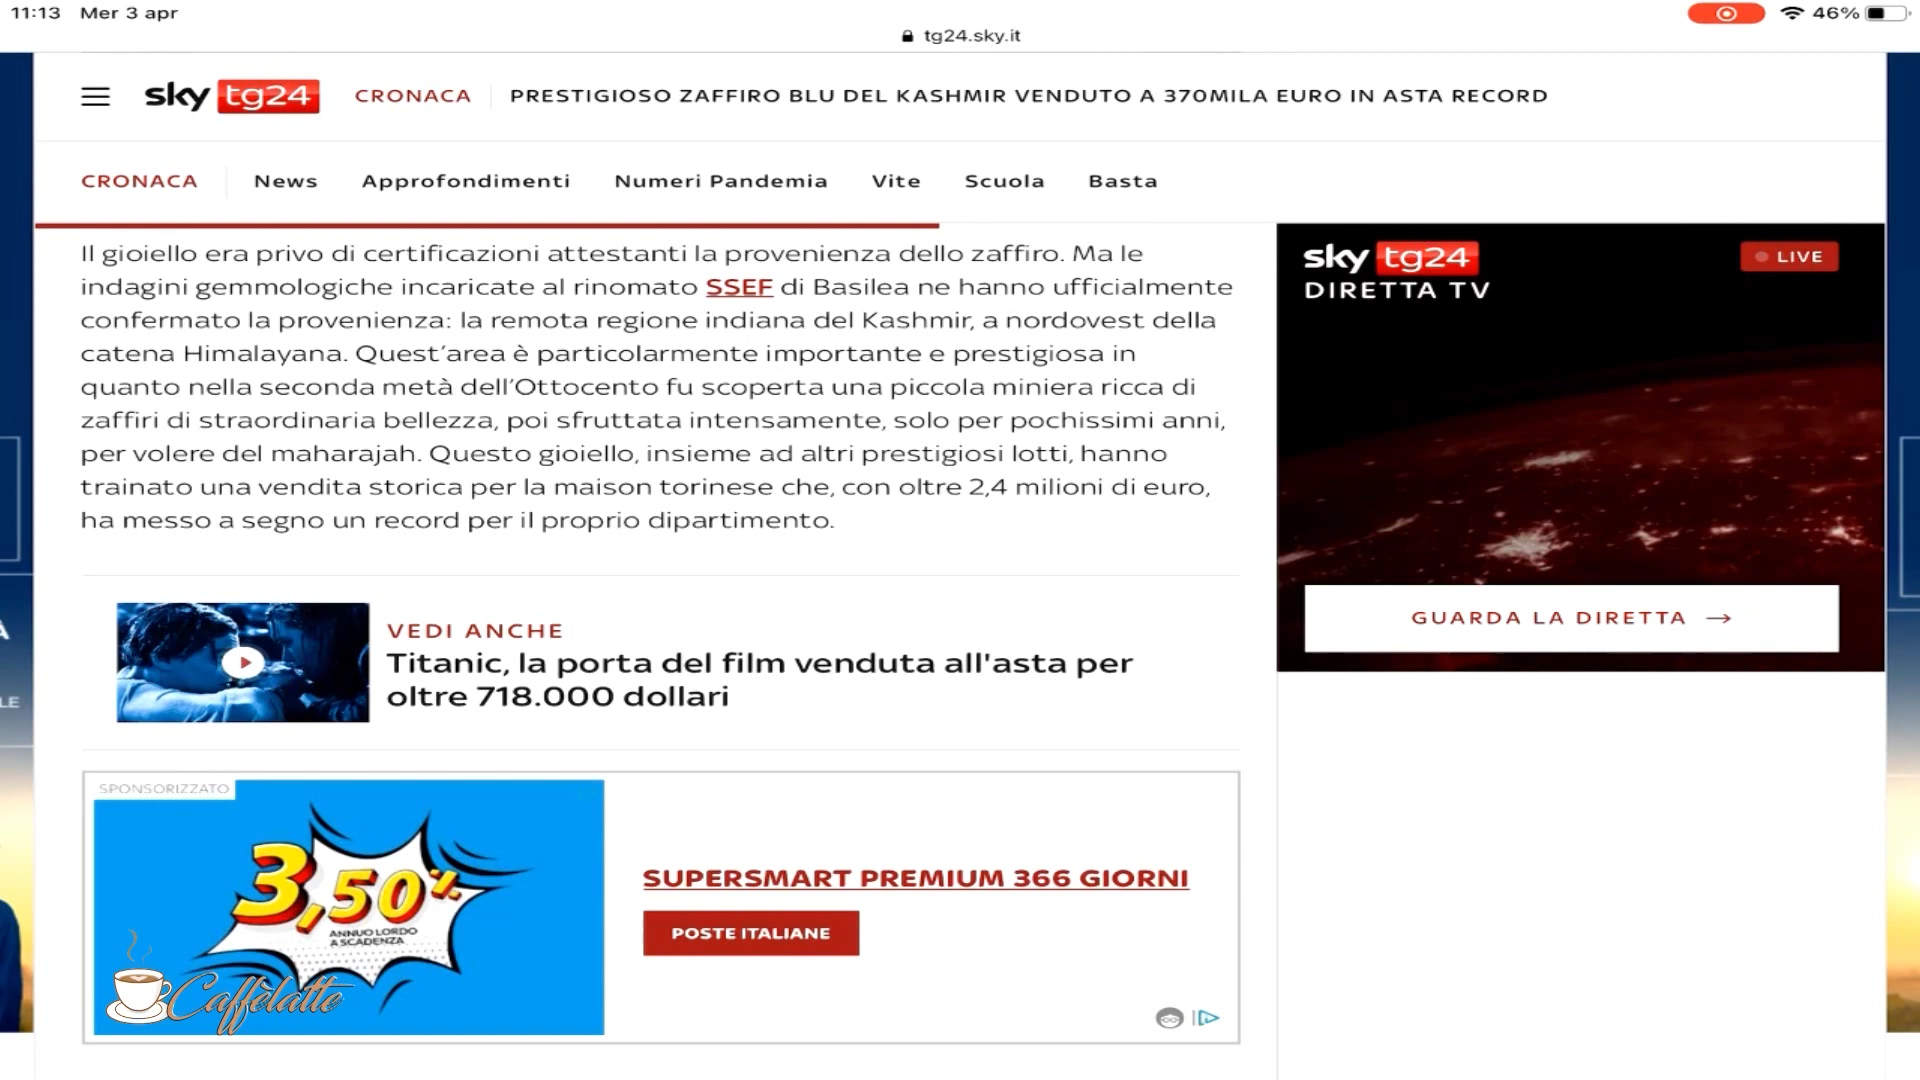 11:13 Mer 3 apr
46%
tg24.sky.it
sky tg24 CRONACA PRESTIGIOSO ZAFFIRO BLU DEL KASHMIR VENDUTO A 370MILA EURO IN ASTA RECORD
CRONACA News Approfondimenti Numeri Pandemia Vite Scuola Basta
Il gioiello era privo di certificazioni attestanti la provenienza dello zaffiro. Ma le
indagini gemmologiche incaricate al rinomato SSEF di Basilea ne hanno ufficialmente
confermato la provenienza: la remota regione indiana del Kashmir, a nordovest della
catena Himalayana. Quest'area è particolarmente importante e prestigiosa in
quanto nella seconda metà dell'Ottocento fu scoperta una piccola miniera ricca di
zaffiri di straordinaria bellezza, poi sfruttata intensamente, solo per pochissimi anni,
per volere del maharajah. Questo gioiello, insieme ad altri prestigiosi lotti, hanno
trainato una vendita storica per la maison torinese che, con oltre 2,4 milioni di euro,
ha messo a segno un record per il proprio dipartimento.
sky tg24
LIVE
DIRETTA TV
GUARDA LA DIRETTA →
VEDI ANCHE
Titanic, la porta del film venduta all'asta per
oltre 718.000 dollari
SPONSORIZZATO
3,50%
ANNUO LORDO
A SCADENZA
Caffèlatte
SUPERSMART PREMIUM 366 GIORNI
POSTE ITALIANE